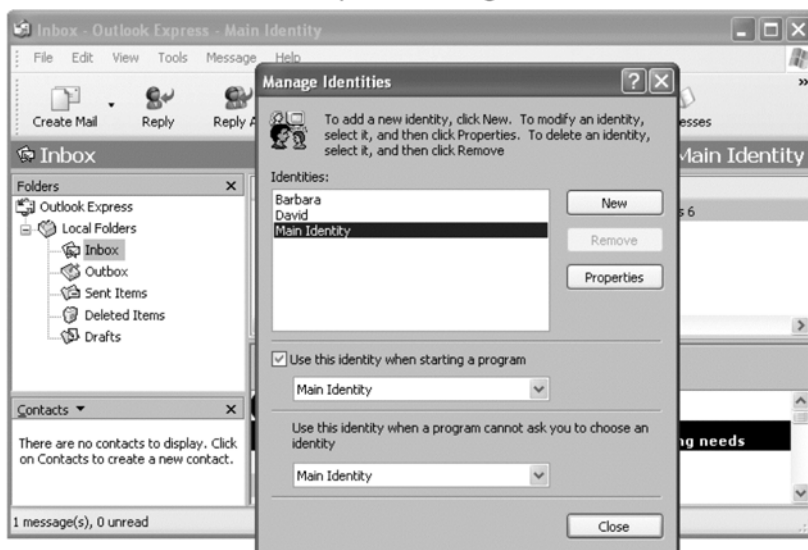 Inbox - Outlook Express - Main Identity
File Edit View Tools Message Help
Create Mail Reply Reply A esses »
Inbox Main Identity
Folders x
Outlook Express
Local Folders
Inbox
Outbox
Sent Items
Deleted Items
Drafts
Contacts x
There are no contacts to display. Click
on Contacts to create a new contact.
1 message(s), 0 unread
Manage Identities
To add a new identity, click New. To modify an identity,
select it, and then click Properties. To delete an identity,
select it, and then click Remove
Identities:
Barbara
David
Main Identity
New
Remove
Properties
Use this identity when starting a program
Main Identity
Use this identity when a program cannot ask you to choose an
identity
Main Identity
Close
6
ng needs